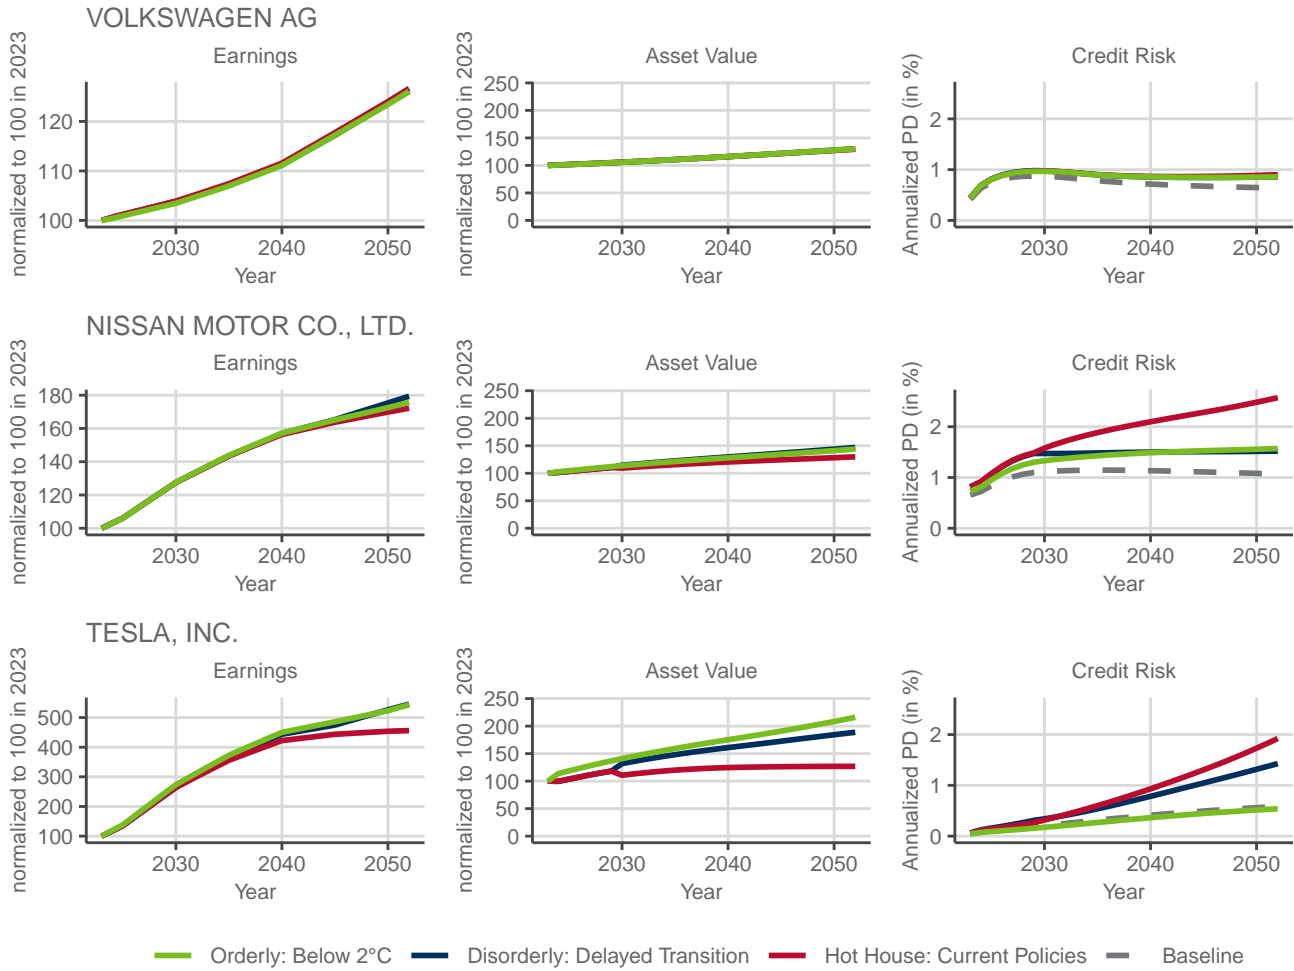 VOLKSWAGEN AG
Earnings
Asset Value
Credit Risk
normalized to 100 in 2023
120
110
100
2030
2040
2050
Year
normalized to 100 in 2023
250
200
150
100
50
0
2030
2040
2050
Year
Annualized PD (in %)
2
1
0
2030
2040
2050
Year
NISSAN MOTOR CO., LTD.
Earnings
Asset Value
Credit Risk
normalized to 100 in 2023
180
160
140
120
100
2030
2040
2050
Year
normalized to 100 in 2023
250
200
150
100
50
0
2030
2040
2050
Year
Annualized PD (in %)
2
1
0
2030
2040
2050
Year
TESLA, INC.
Earnings
Asset Value
Credit Risk
normalized to 100 in 2023
500
400
300
200
100
2030
2040
2050
Year
normalized to 100 in 2023
250
200
150
100
50
0
2030
2040
2050
Year
Annualized PD (in %)
2
1
0
2030
2040
2050
Year
Orderly: Below 2°C
Disorderly: Delayed Transition
Hot House: Current Policies
Baseline